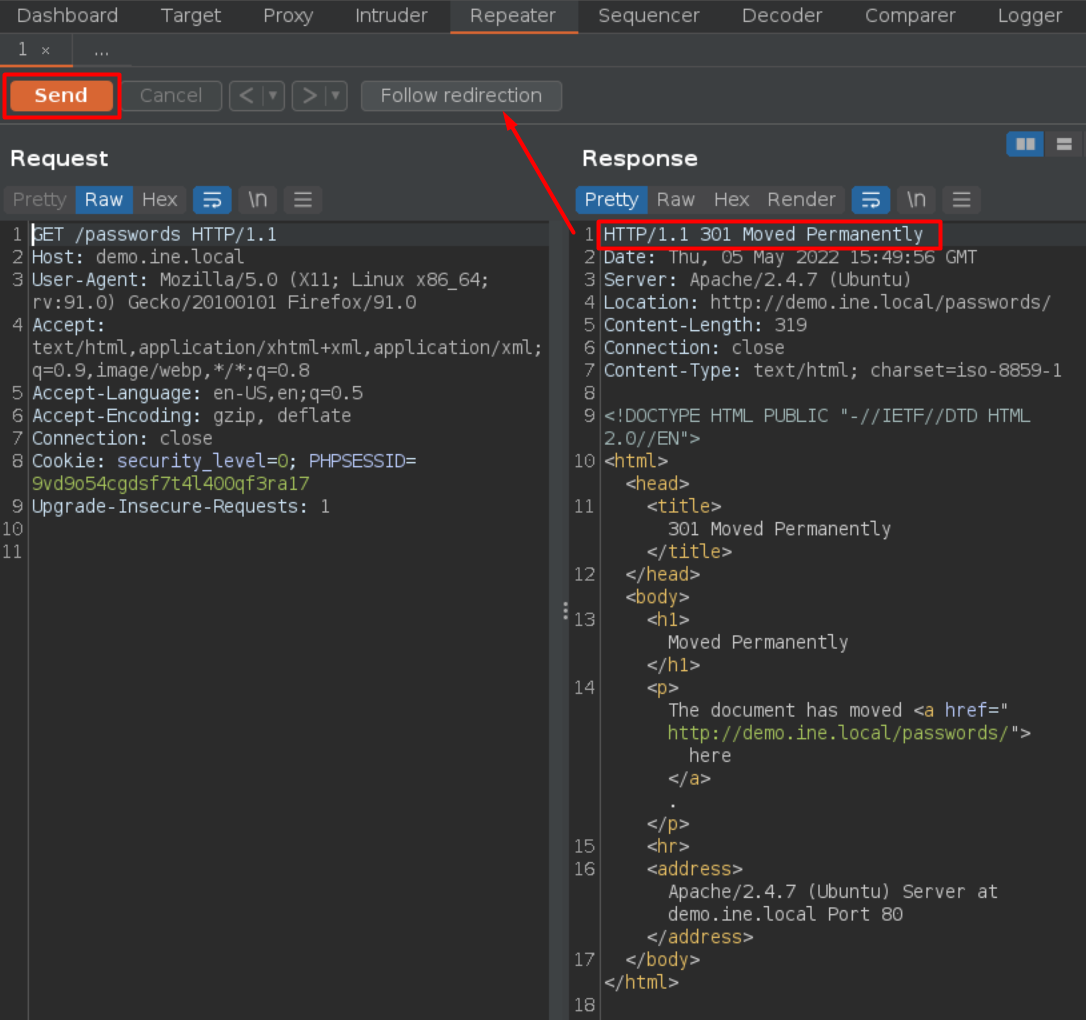 Dashboard Target Proxy Intruder Repeater Sequencer Decoder Comparer Logger
1 × ...
Send Cancel < ▼ > ▼ Follow redirection
Request
Pretty Raw Hex \n
1 GET /passwords HTTP/1.1
2 Host: demo.ine.local
3 User-Agent: Mozilla/5.0 (X11; Linux x86_64;
rv:91.0) Gecko/20100101 Firefox/91.0
4 Accept:
text/html,application/xhtml+xml,application/xml;
q=0.9,image/webp,*/*;q=0.8
5 Accept-Language: en-US,en;q=0.5
6 Accept-Encoding: gzip, deflate
7 Connection: close
8 Cookie: security_level=0; PHPSESSID=
9vd9o54cgdsf7t4l400qf3ra17
9 Upgrade-Insecure-Requests: 1
10
11
Response
Pretty Raw Hex Render \n
1 HTTP/1.1 301 Moved Permanently
2 Date: Thu, 05 May 2022 15:49:56 GMT
3 Server: Apache/2.4.7 (Ubuntu)
4 Location: http://demo.ine.local/passwords/
5 Content-Length: 319
6 Connection: close
7 Content-Type: text/html; charset=iso-8859-1
8
9 <!DOCTYPE HTML PUBLIC "-//IETF//DTD HTML
2.0//EN">
10 <html>
<head>
11 <title>
301 Moved Permanently
</title>
12 </head>
<body>
13 <h1>
Moved Permanently
</h1>
14 <p>
The document has moved <a href="
http://demo.ine.local/passwords/">
here
</a>
.
</p>
15 <hr>
16 <address>
Apache/2.4.7 (Ubuntu) Server at
demo.ine.local Port 80
</address>
17 </body>
</html>
18